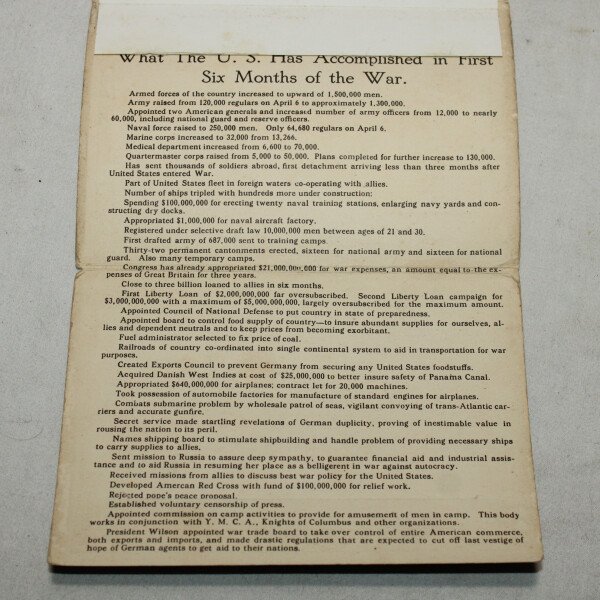 What The U. S. Has Accomplished in First
Six Months of the War.
Armed forces of the country increased to upward of 1,500,000 men.
Army raised from 120,000 regulars on April 6 to approximately 1,300,000.
Appointed two American generals and increased number of army officers from 12,000 to nearly
60,000, including national guard and reserve officers.
Naval force raised to 250,000 men. Only 64,680 regulars on April 6.
Marine corps increased to 32,000 from 13,266.
Medical department increased from 6,600 to 70,000.
Quartermaster corps raised from 5,000 to 50,000. Plans completed for further increase to 130,000.
Has sent thousands of soldiers abroad, first detachment arriving less than three months after
United States entered War.
Part of United States fleet in foreign waters co-operating with allies.
Number of ships tripled with hundreds more under construction:
Spending $100,000,000 for erecting twenty naval training stations, enlarging navy yards and con-
structing dry docks.
Appropriated $1,000,000 for naval aircraft factory.
Registered under selective draft law 10,000,000 men between ages of 21 and 30.
First drafted army of 687,000 sent to training camps
Thirty-two permanent cantonments erected, sixteen for national army and sixteen for national
guard. Also many temporary camps.
Congress has already appropriated $21,000,000,000 for war expenses, an amount equal to the ex-
penses of Great Britain for three years.
Close to three billion loaned to allies in six months.
First Liberty Loan of $2,000,000,000 far oversubscribed. Second Liberty Loan campaign for
$3,000,000,000 with a maximum of $5,000,000,000, largely oversubscribed for the maximum amount.
Appointed Council of National Defense to put country in state of preparedness.
Appointed board to control food supply of country—to insure abundant supplies for ourselves, al-
lies and dependent neutrals and to keep prices from becoming exorbitant.
Fuel administrator selected to fix price of coal.
Railroads of country co-ordinated into single continental system to aid in transportation for war
purposes.
Created Exports Council to prevent Germany from securing any United States foodstuffs.
Acquired Danish West Indies at cost of $25,000,000 to better insure safety of Panama Canal.
Appropriated $640,000,000 for airplanes; contract let for 20,000 machines.
Took possession of automobile factories for manufacture of standard engines for airplanes.
Combats submarine problem by wholesale patrol of seas, vigilant convoying of trans-Atlantic car-
riers and accurate gunfire.
Secret service made startling revelations of German duplicity, proving of inestimable value in
rousing the nation to its peril.
Names shipping board to stimulate shipbuilding and handle problem of providing necessary ships
to carry supplies to allies.
Sent mission to Russia to assure deep sympathy, to guarantee financial aid and industrial assis-
tance and to aid Russia in resuming her place as a belligerent in war against autocracy.
Received missions from allies to discuss best war policy for the United States.
Developed Amercan Red Cross with fund of $100,000,000 for relief work.
Rejected pope's peace proposal.
Established voluntary censorship of press.
Appointed commission on camp activities to provide for amusement of men in camp. This body
works in conjunction with Y. M. C. A., Knights of Columbus and other organizations.
President Wilson appointed war trade board to take over control of entire American commerce,
both exports and imports, and made drastic regulations that are expected to cut off last vestige of
hope of German agents to get aid to their nations.